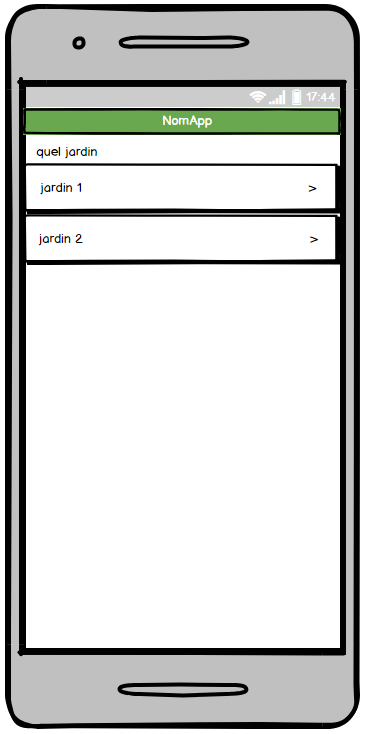 17:44
NomApp
quel jardin
jardin 1 >
jardin 2 >